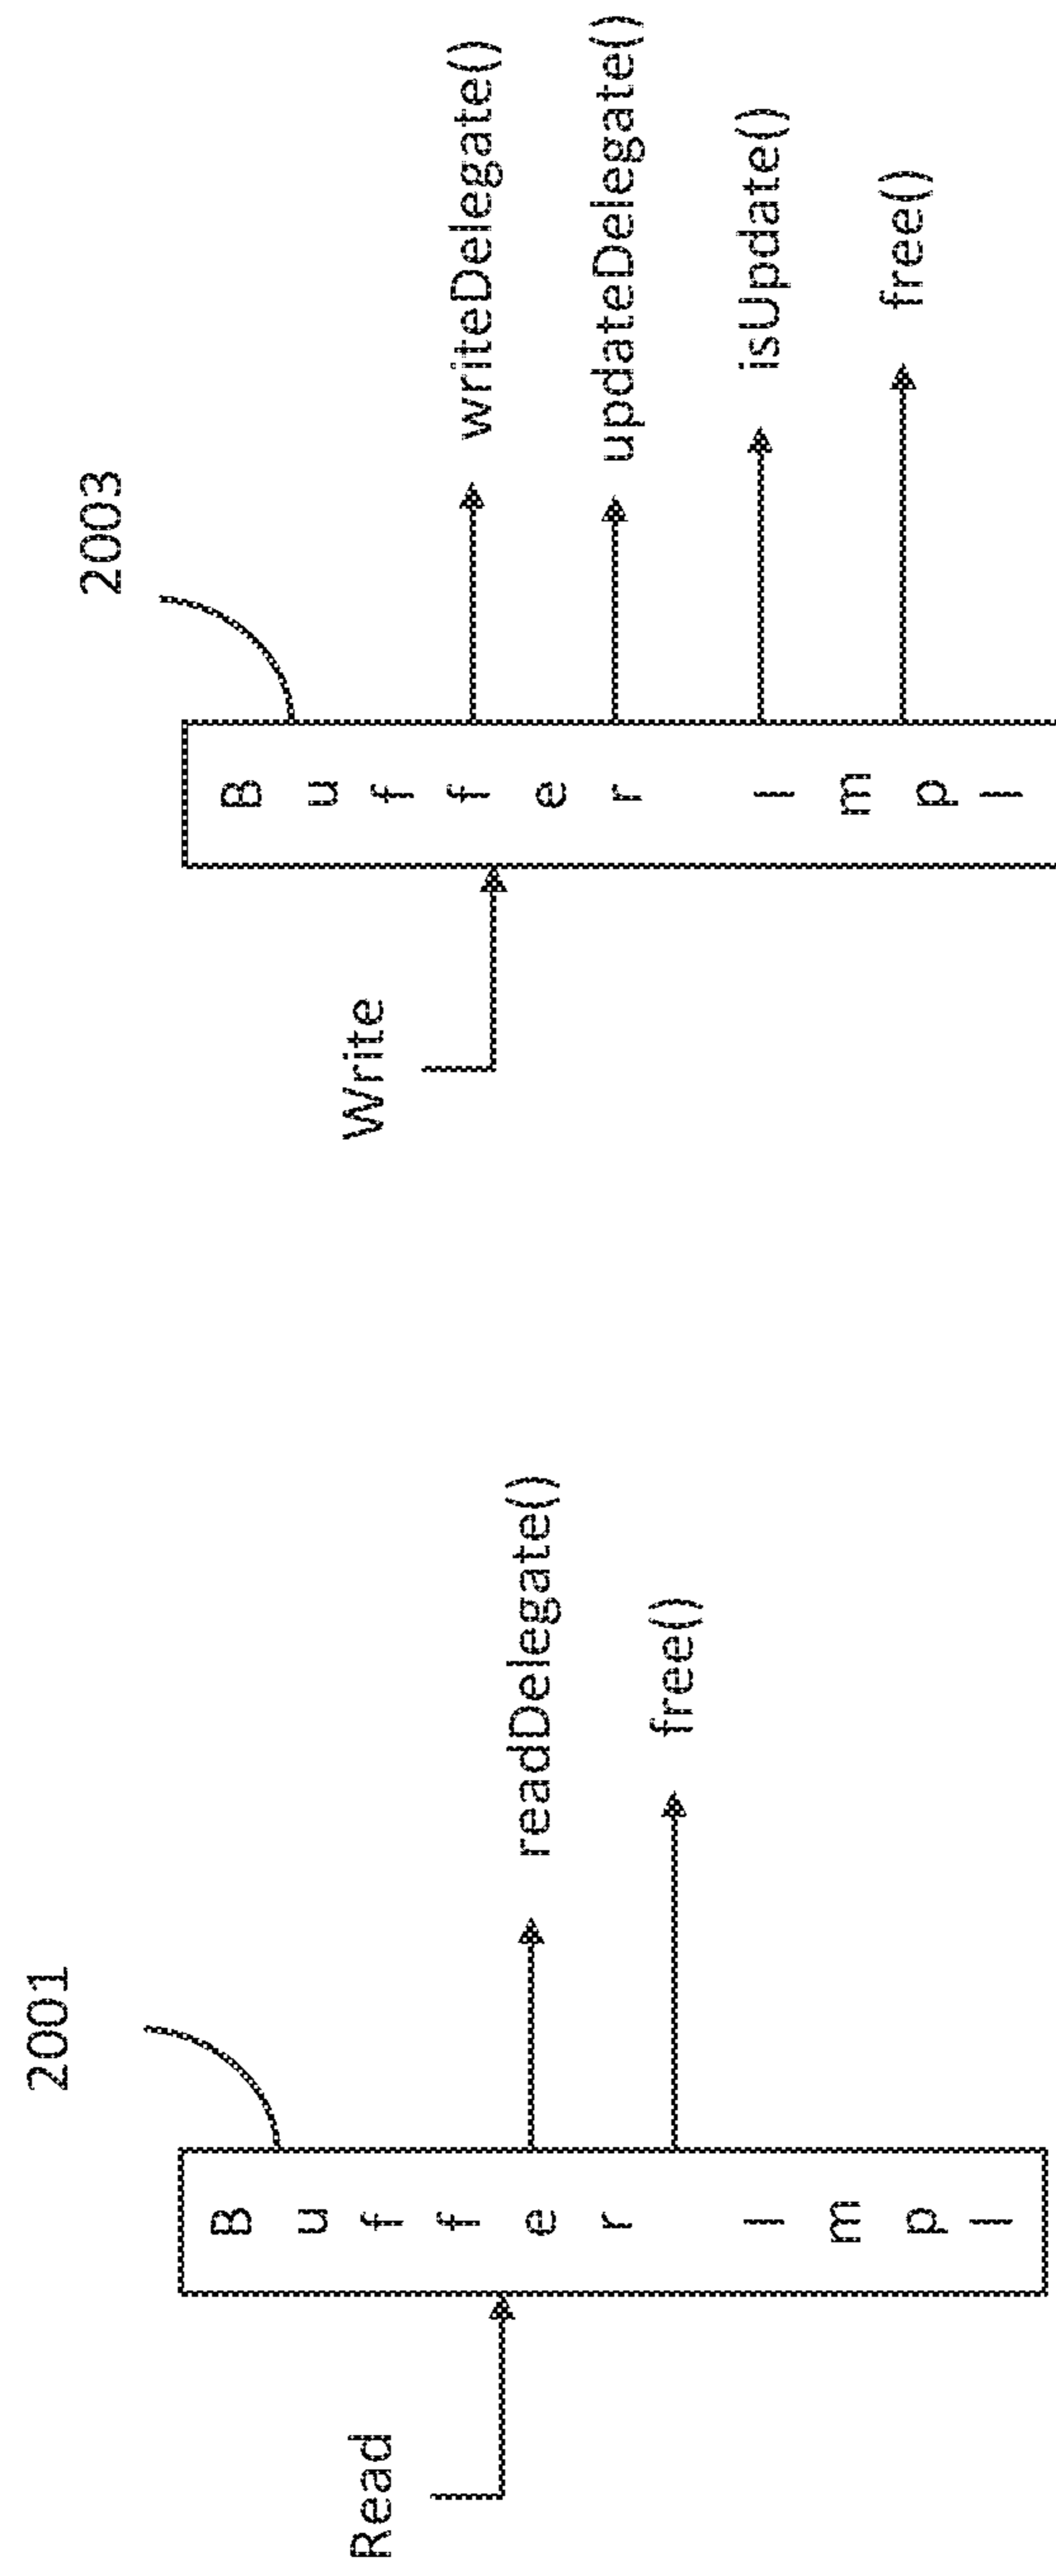 2001
Read
Buffer Impl
readDelegate()
free()
2003
Write
Buffer Impl
writeDelegate()
updateDelegate()
isUpdate()
free()